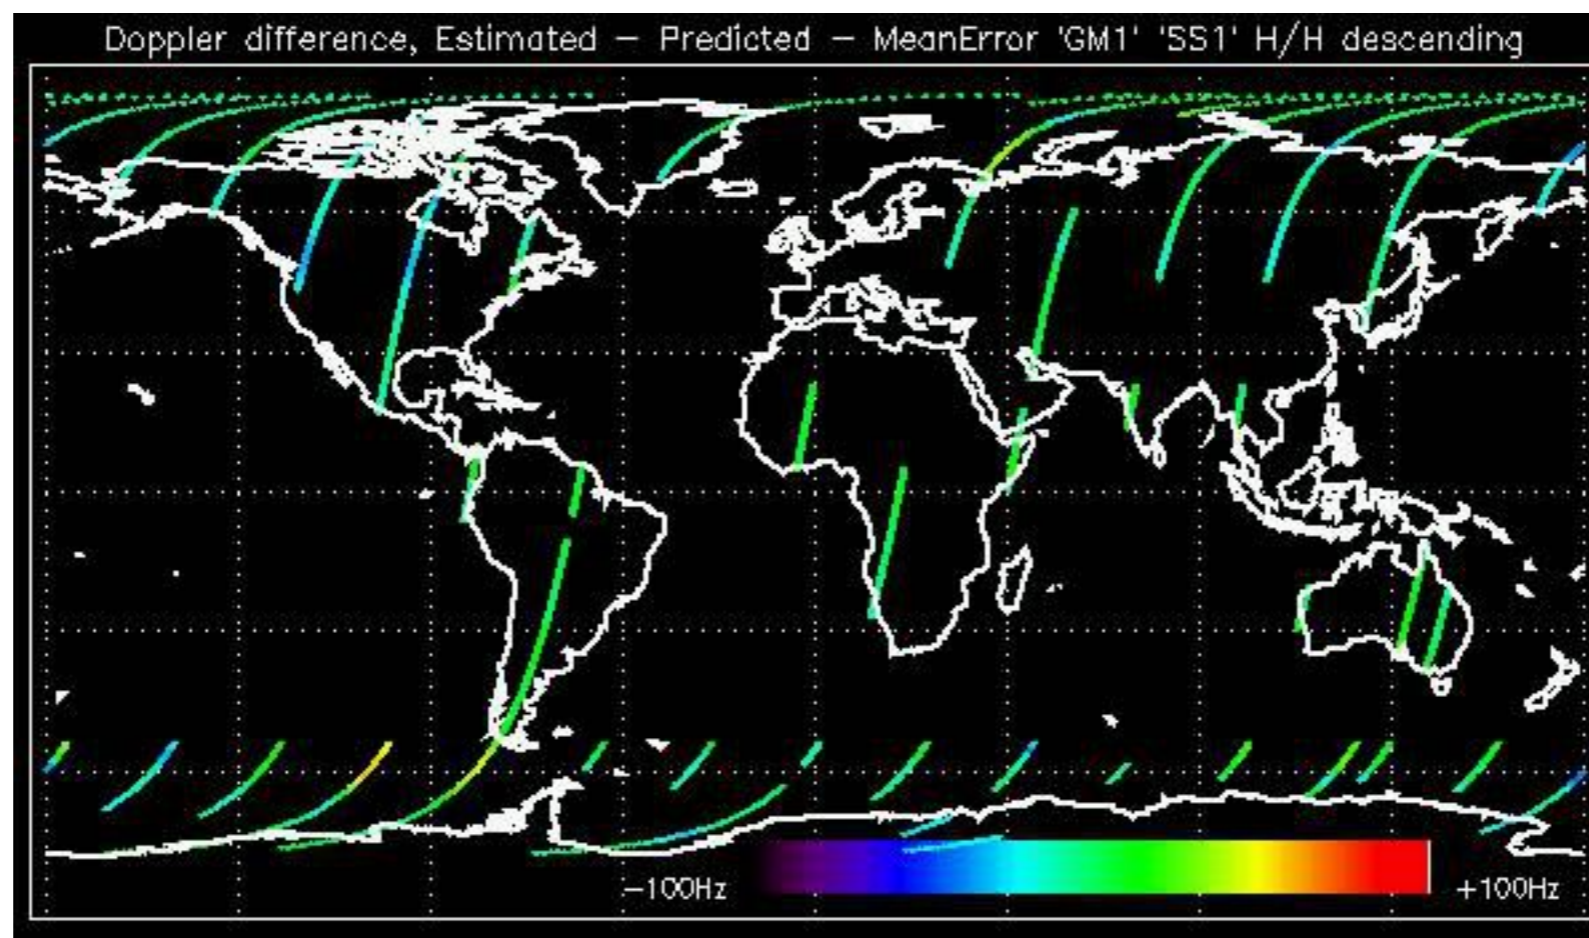 Doppler difference, Estimated – Predicted – MeanError 'GM1' 'SS1' H/H descending
–100Hz +100Hz